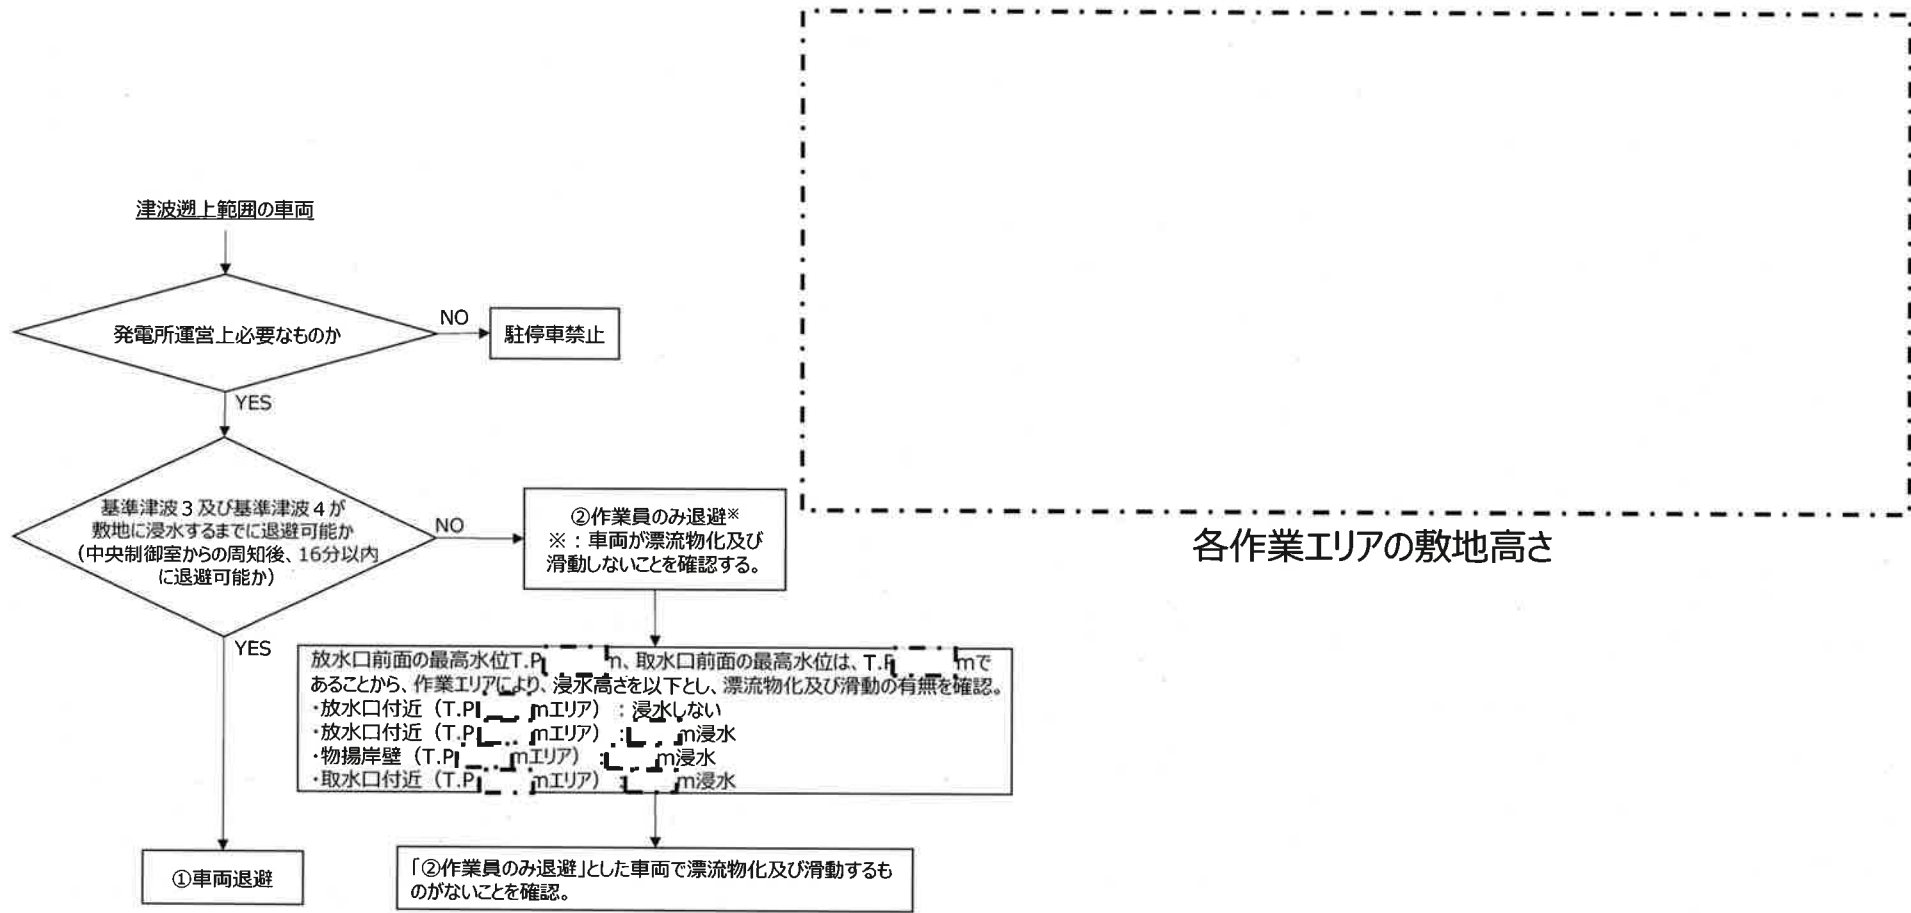 津波遡上範囲の車両
発電所運営上必要なものか
NO
駐停車禁止
YES
基準津波3及び基準津波4が
敷地に浸水するまでに退避可能か
(中央制御室からの周知後、16分以内
に退避可能か)
NO
②作業員のみ退避※
※:車両が漂流物化及び
滑動しないことを確認する。
YES
放水口前面の最高水位T.P m、取水口前面の最高水位は、T.P mで
あることから、作業エリアにより、浸水高さを以下とし、漂流物化及び滑動の有無を確認。
・放水口付近(T.P mエリア):浸水しない
・放水口付近(T.P mエリア): m浸水
・物揚岸壁(T.P mエリア): m浸水
・取水口付近(T.P mエリア): m浸水
①車両退避
「②作業員のみ退避」とした車両で漂流物化及び滑動するも
のがないことを確認。
各作業エリアの敷地高さ